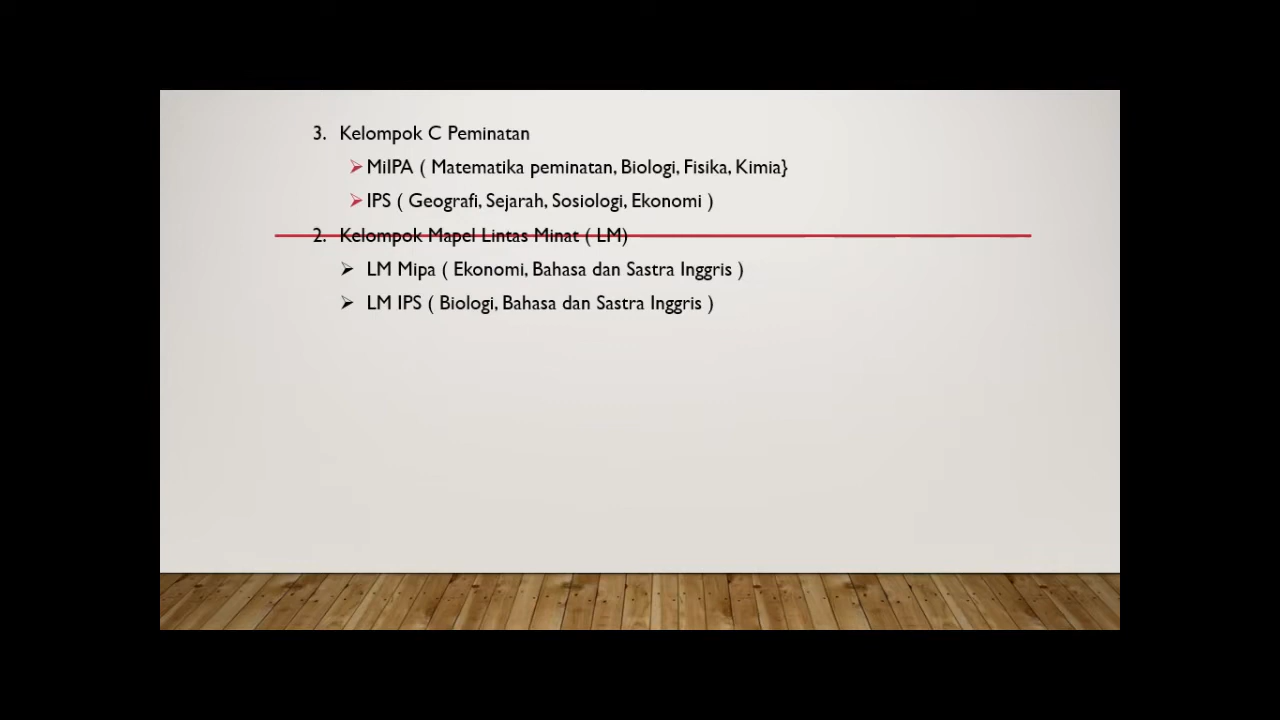 3. Kelompok C Peminatan
➢ MiIPA ( Matematika peminatan, Biologi, Fisika, Kimia}
➢ IPS ( Geografi, Sejarah, Sosiologi, Ekonomi )
2. Kelompok Mapel Lintas Minat ( LM)
➢ LM Mipa ( Ekonomi, Bahasa dan Sastra Inggris )
➢ LM IPS ( Biologi, Bahasa dan Sastra Inggris )